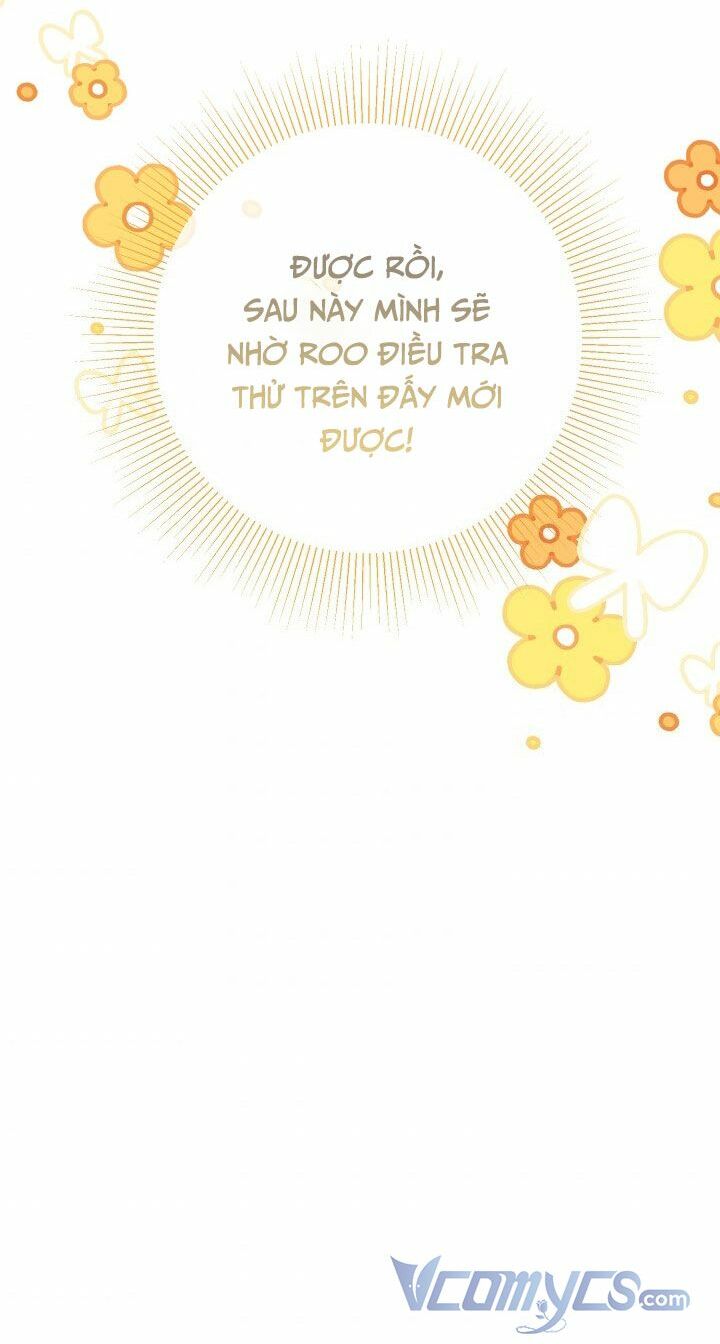 ĐƯỢC RỒI,
SAU NÀY MÌNH SẼ
NHỜ ROO ĐIỀU TRA
THỬ TRÊN ĐẤY MỚI
ĐƯỢC!
VCOMYCS.com